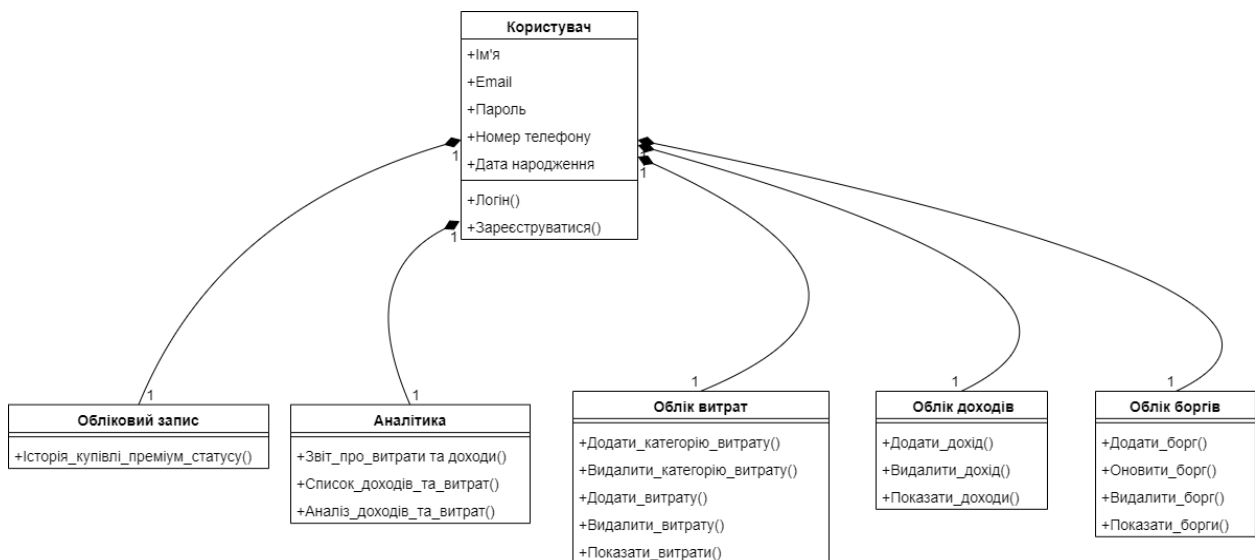 Користувач
+Ім'я
+Email
+Пароль
+Номер телефону
+Дата народження
+Логін()
+Зареєструватися()
1
1
1
1
1
1
1
1
1
1
Обліковий запис
+Історія_купівлі_преміум_статусу()
Аналітика
+Звіт_про_витрати та доходи()
+Список_доходів_та_витрат()
+Аналіз_доходів_та_витрат()
Облік витрат
+Додати_категорію_витрату()
+Видалити_категорію_витрату()
+Додати_витрату()
+Видалити_витрату()
+Показати_витрати()
Облік доходів
+Додати_дохід()
+Видалити_дохід()
+Показати_доходи()
Облік боргів
+Додати_борг()
+Оновити_борг()
+Видалити_борг()
+Показати_борги()